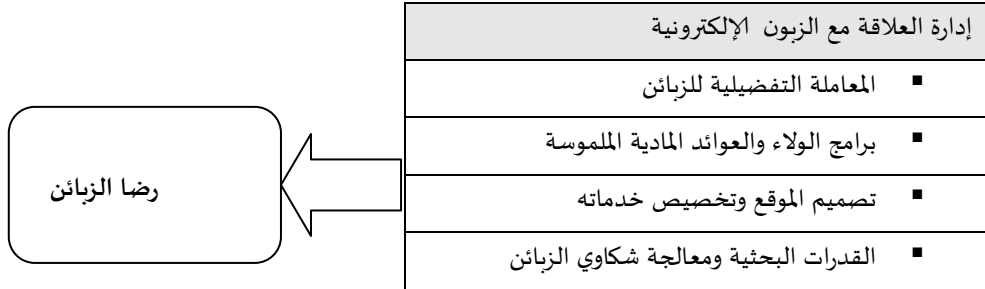 إدارة العلاقة مع الزبون الإلكترونية
▪ المعاملة التفضيلية للزبائن
▪ برامج الولاء والعوائد المادية الملموسة
▪ تصميم الموقع وتخصيص خدماته
▪ القدرات البحثية ومعالجة شكاوي الزبائن
رضا الزبائن